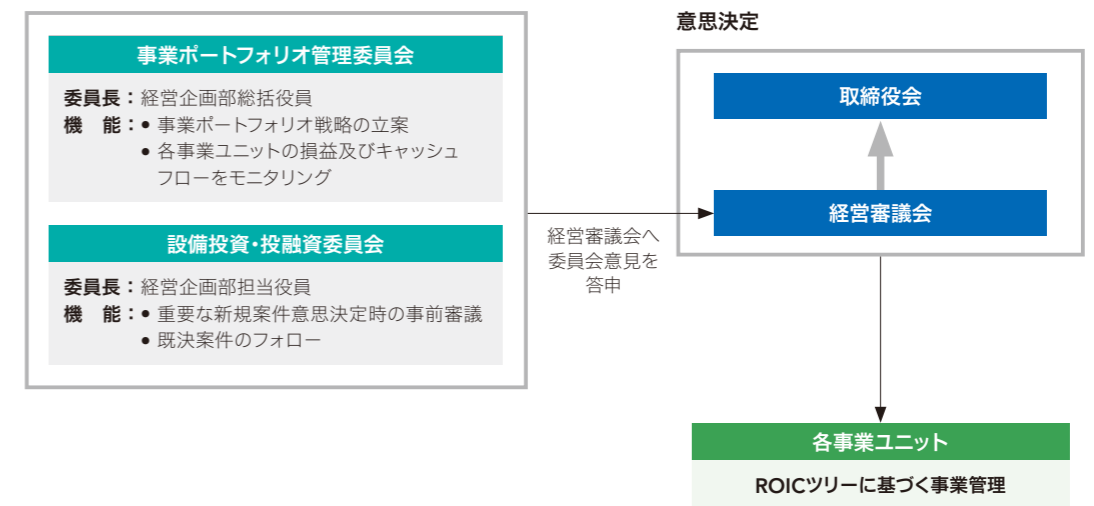 事業ポートフォリオ管理委員会
委員長：経営企画部総括役員
機　能：• 事業ポートフォリオ戦略の立案
• 各事業ユニットの損益及びキャッシュ
フローをモニタリング
設備投資・投融資委員会
委員長：経営企画部担当役員
機　能：• 重要な新規案件意思決定時の事前審議
• 既決案件のフォロー
経営審議会へ
委員会意見を
答申
意思決定
取締役会
経営審議会
各事業ユニット
ROICツリーに基づく事業管理